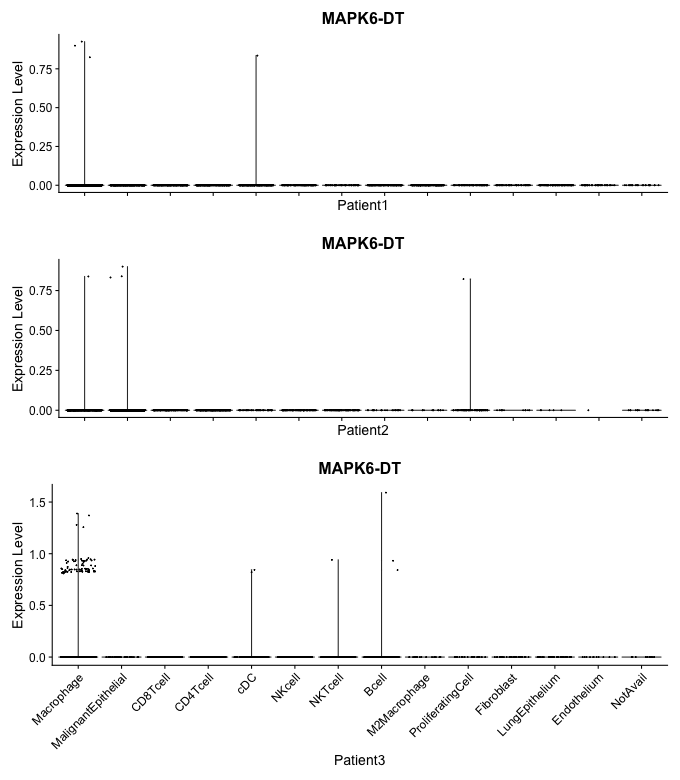 MAPK6-DT
Expression Level
0.75
0.50
0.25
0.00
Patient1
MAPK6-DT
Expression Level
0.75
0.50
0.25
0.00
Patient2
MAPK6-DT
Expression Level
1.5
1.0
0.5
0.0
Macrophage
MalignantEpithelial
CD8Tcell
CD4Tcell
cDC
NKcell
NKTcell
Bcell
M2Macrophage
ProliferatingCell
Fibroblast
LungEpithelium
Endothelium
NotAvail
Patient3